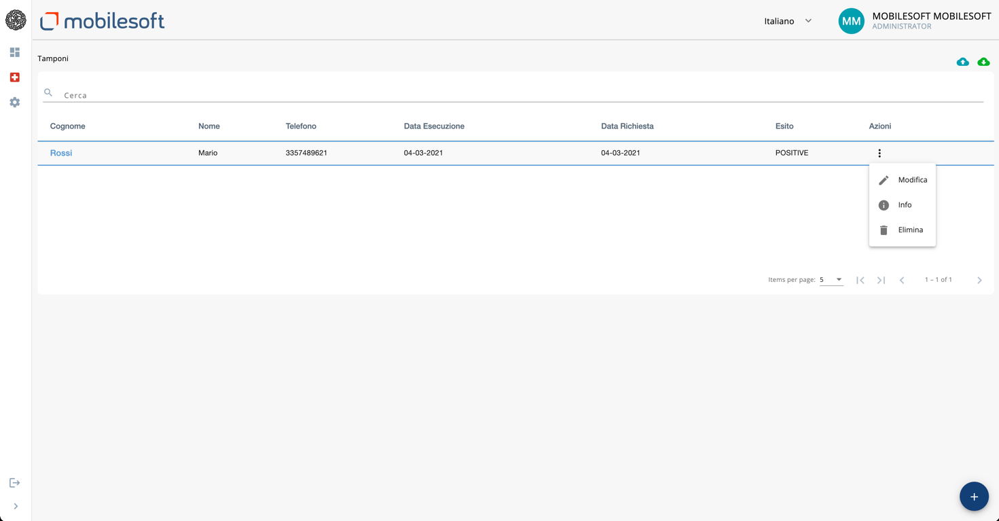 mobilesoft
Italiano
MM
MOBILESOFT MOBILESOFT
ADMINISTRATOR
Tamponi
Cerca
Cognome Nome Telefono Data Esecuzione Data Richiesta Esito Azioni
Rossi Mario 3357489621 04-03-2021 04-03-2021 POSITIVE
Modifica
Info
Elimina
Items per page: 5 1 – 1 of 1